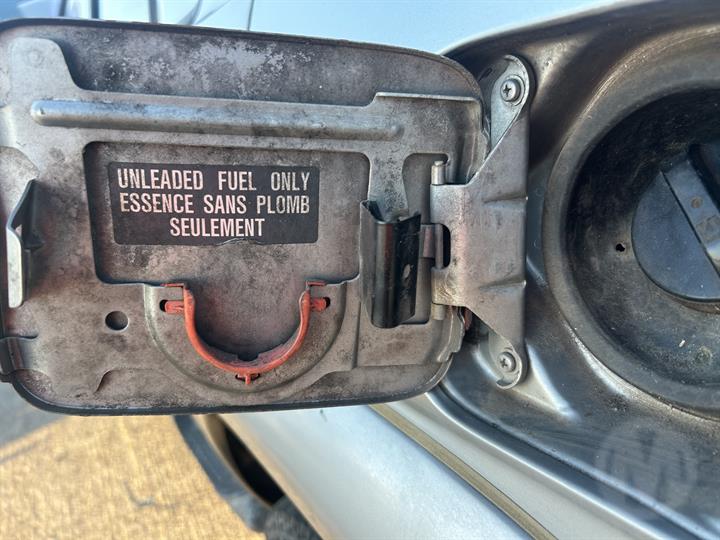 UNLEADED FUEL ONLY
ESSENCE SANS PLOMB
SEULEMENT